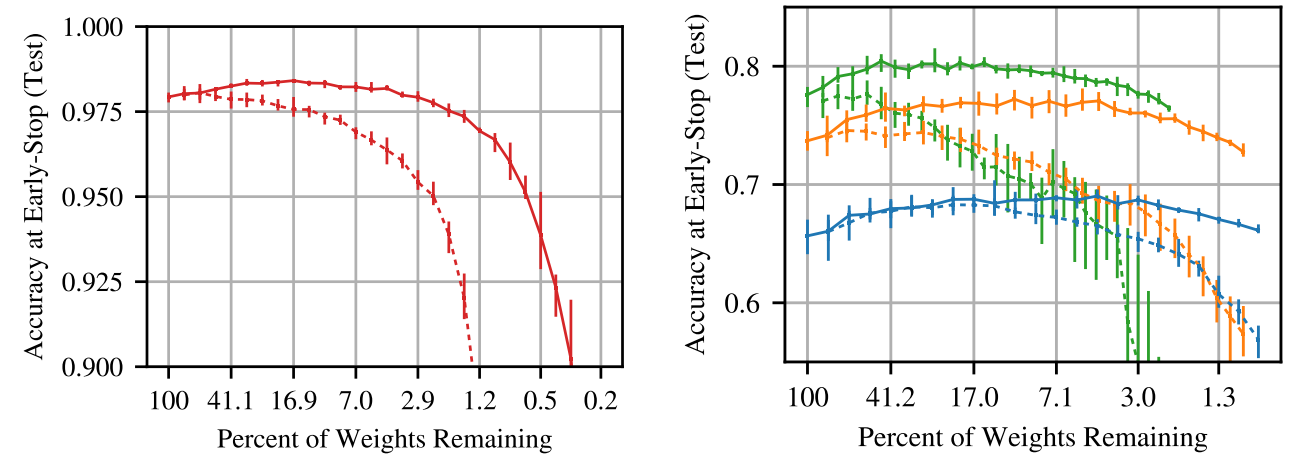 Accuracy at Early-Stop (Test)
1.000
0.975
0.950
0.925
0.900
100 41.1 16.9 7.0 2.9 1.2 0.5 0.2
Percent of Weights Remaining
Accuracy at Early-Stop (Test)
0.8
0.7
0.6
100 41.2 17.0 7.1 3.0 1.3
Percent of Weights Remaining